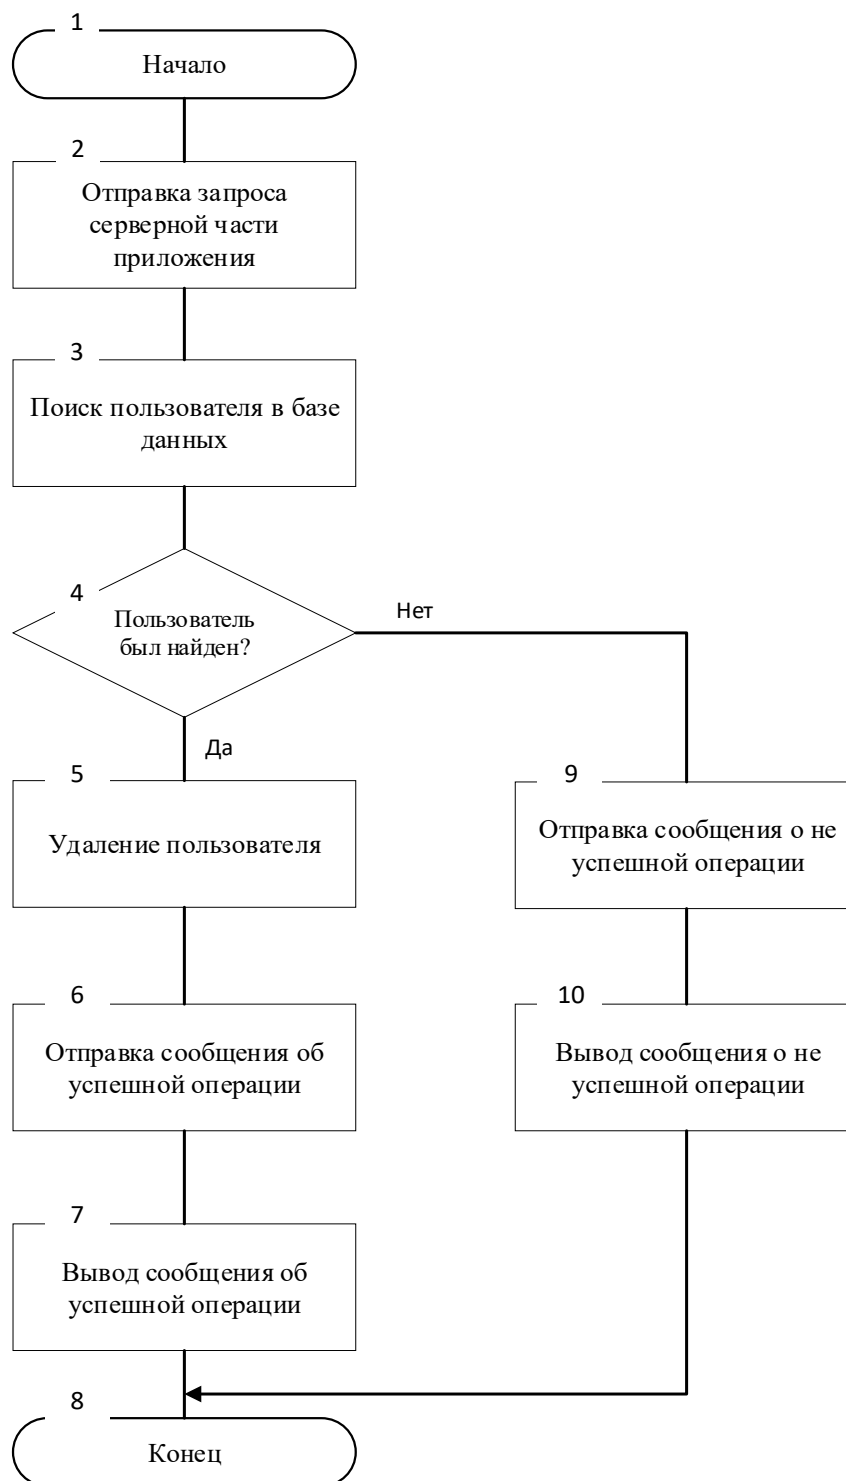 1
Начало
2
Отправка запроса
серверной части
приложения
3
Поиск пользователя в базе
данных
4
Пользователь
был найден?
Нет
Да
5
Удаление пользователя
9
Отправка сообщения о не
успешной операции
6
Отправка сообщения об
успешной операции
10
Вывод сообщения о не
успешной операции
7
Вывод сообщения об
успешной операции
8
Конец